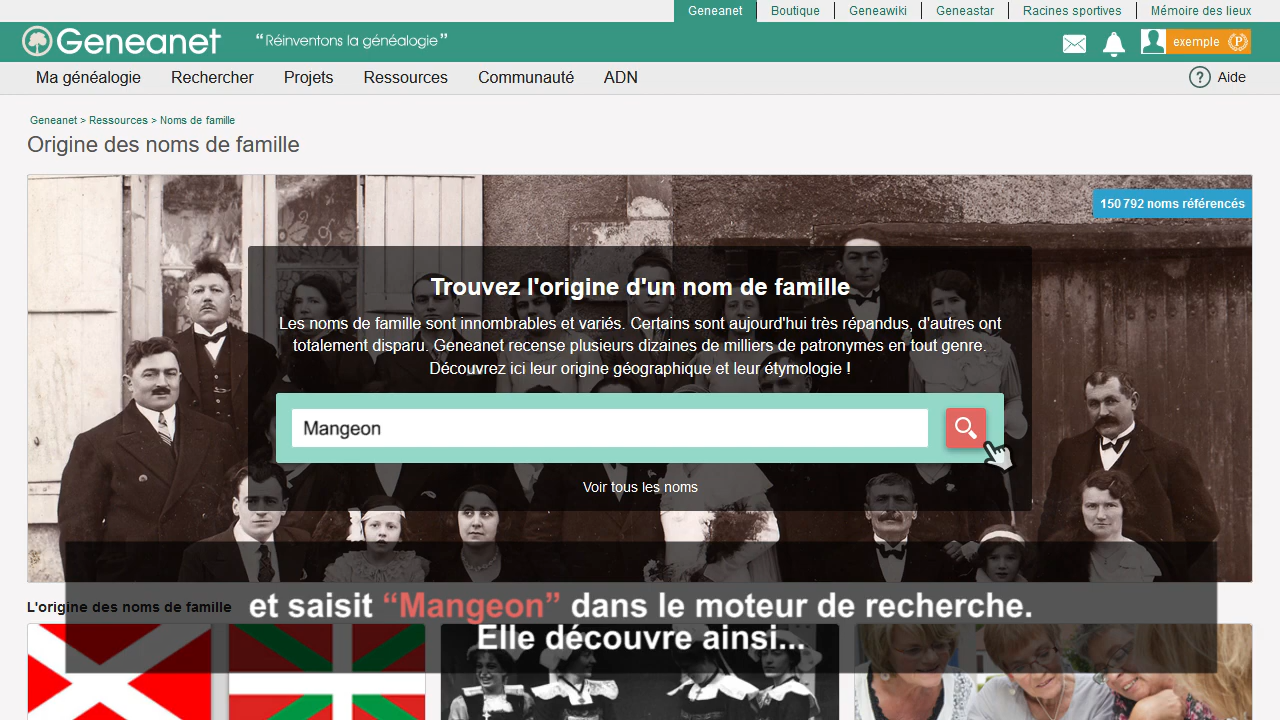 Geneanet
Boutique
Geneawiki
Geneastar
Racines sportives
Mémoire des lieux
Geneanet
“Réinventons la généalogie”
exemple
P
Ma généalogie
Rechercher
Projets
Ressources
Communauté
ADN
? Aide
Geneanet > Ressources > Noms de famille
Origine des noms de famille
150 792 noms référencés
Trouvez l'origine d'un nom de famille
Les noms de famille sont innombrables et variés. Certains sont aujourd'hui très répandus, d'autres ont
totalement disparu. Geneanet recense plusieurs dizaines de milliers de patronymes en tout genre.
Découvrez ici leur origine géographique et leur étymologie !
Mangeon
Voir tous les noms
L'origine des noms de famille
et saisit “Mangeon” dans le moteur de recherche.
Elle découvre ainsi...